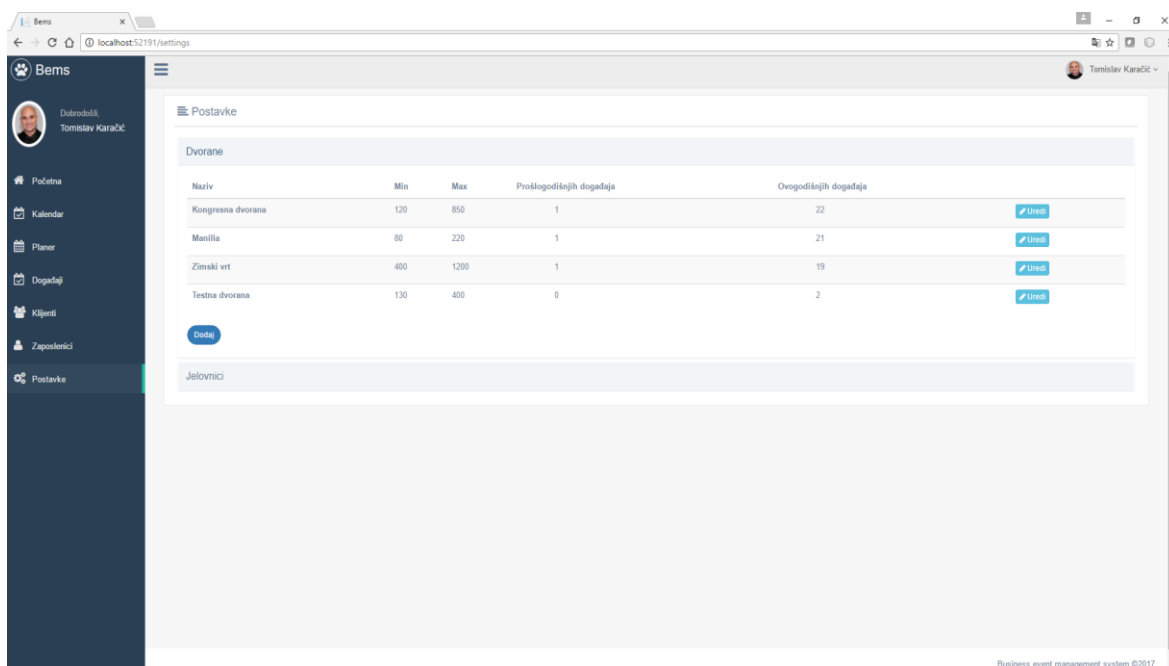 Bems
localhost:52191/settings
Bems
Tomislav Karačić
Dobrodošli,
Tomislav Karačić
Početna
Kalendar
Planer
Događaji
Klijenti
Zaposlenici
Postavke
Postavke
Dvorane
Naziv Min Max Prošlogodišnjih događaja Ovogodišnjih događaja
Kongresna dvorana 120 850 1 22 Uredi
Manilla 80 220 1 21 Uredi
Zimski vrt 400 1200 1 19 Uredi
Testna dvorana 130 400 0 2 Uredi
Dodaj
Jelovnici
Business event management system ©2017